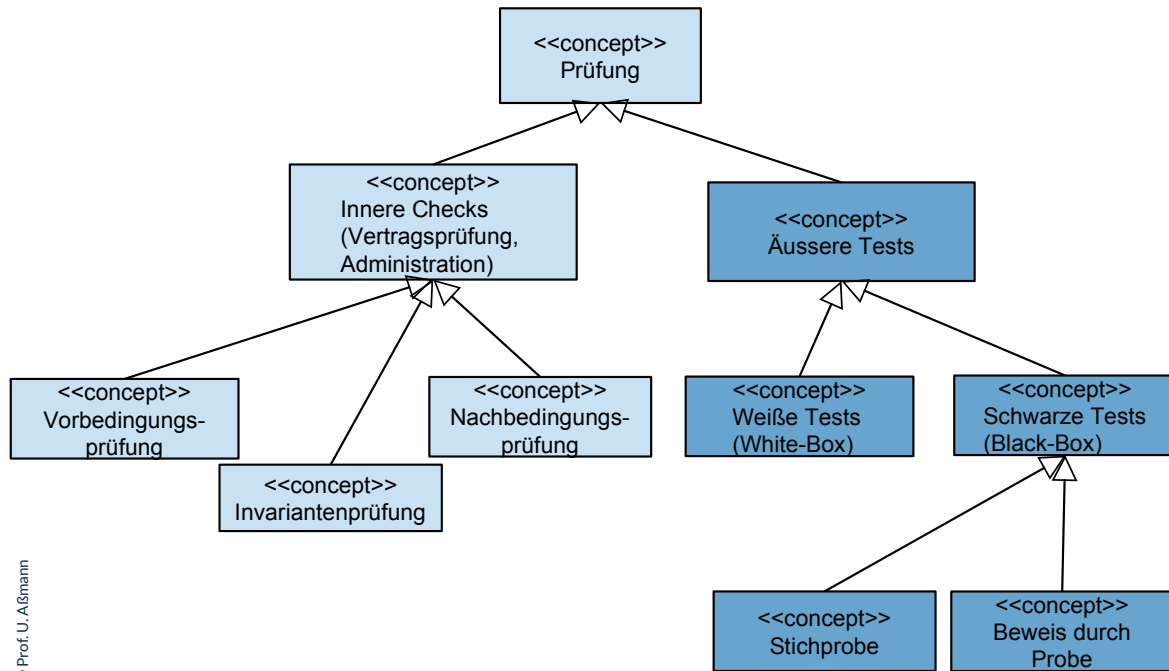 <<concept>>
Prüfung
<<concept>>
Innere Checks
(Vertragsprüfung,
Administration)
<<concept>>
Äussere Tests
<<concept>>
Vorbedingungs-
prüfung
<<concept>>
Invariantenprüfung
<<concept>>
Nachbedingungs-
prüfung
<<concept>>
Weiße Tests
(White-Box)
<<concept>>
Schwarze Tests
(Black-Box)
<<concept>>
Stichprobe
<<concept>>
Beweis durch
Probe
Prof. U. Aßmann